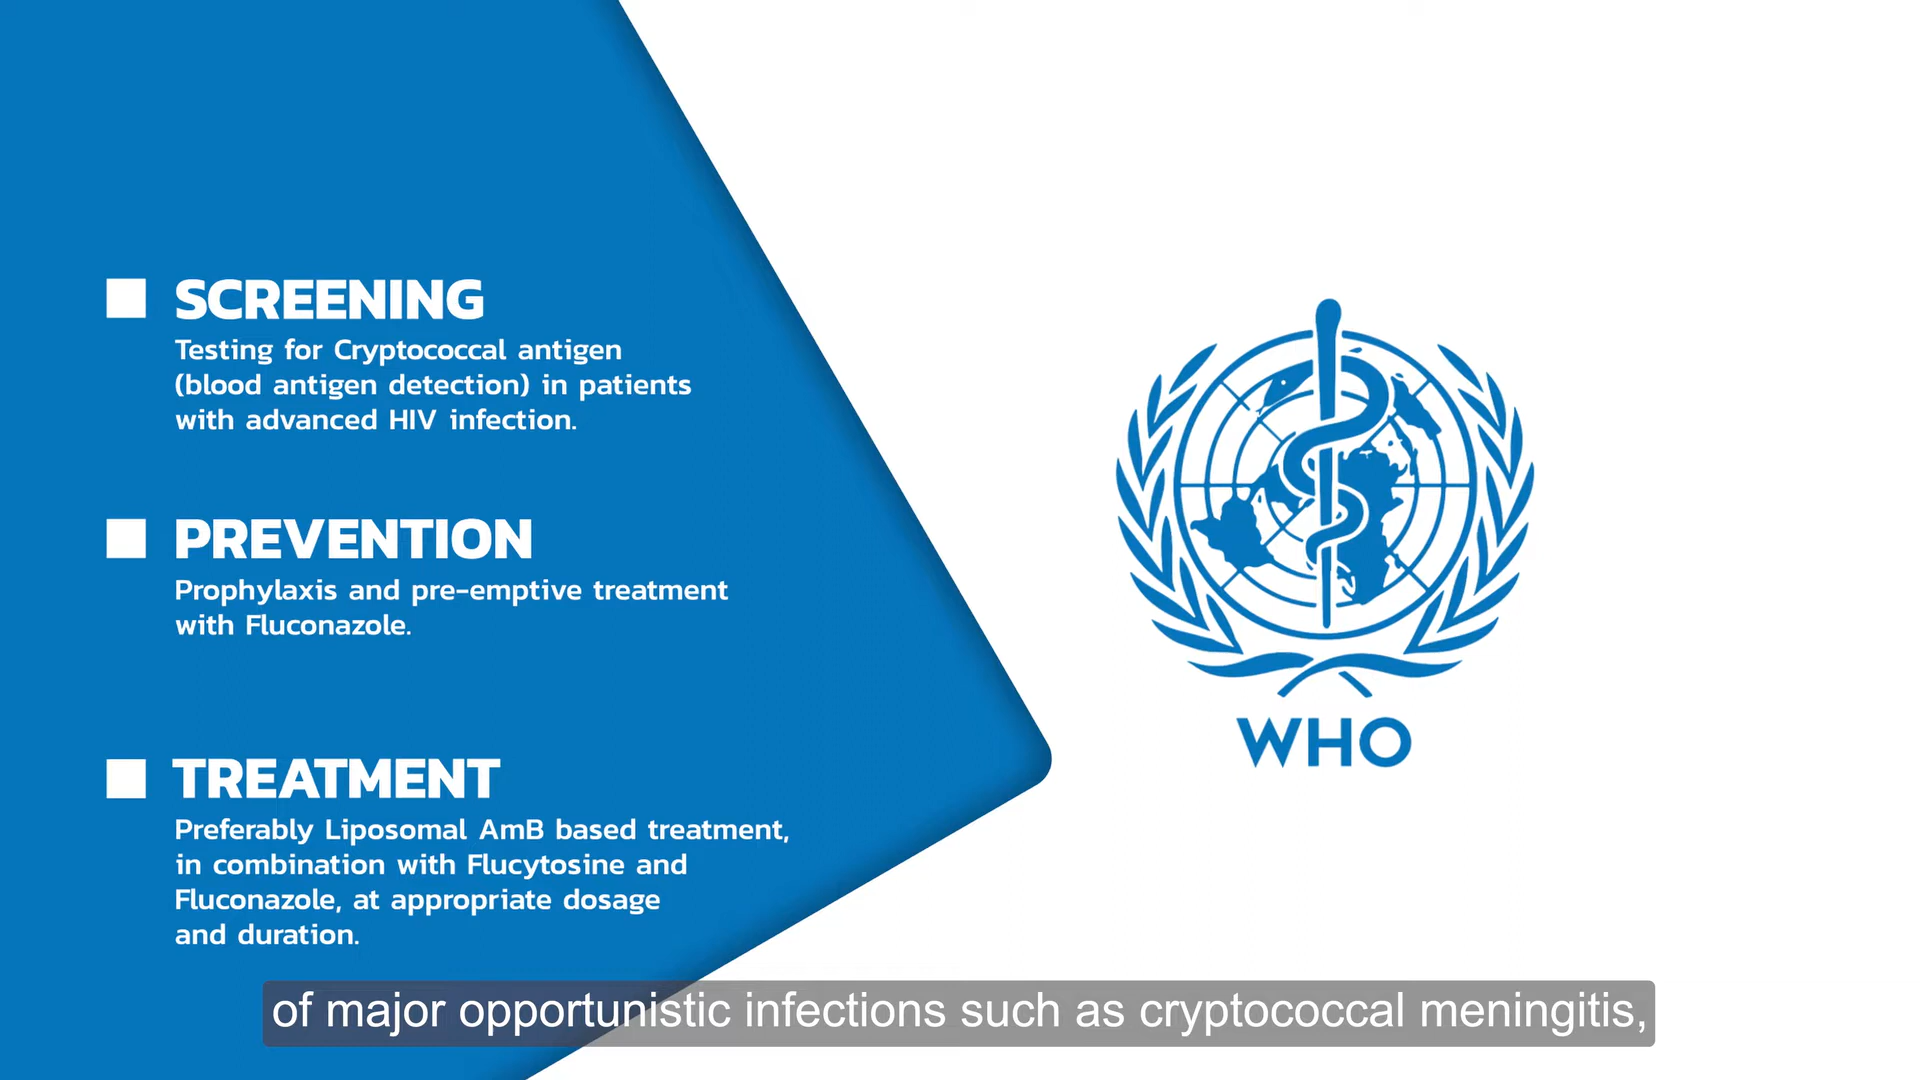 SCREENING
Testing for Cryptococcal antigen
(blood antigen detection) in patients
with advanced HIV infection.
PREVENTION
Prophylaxis and pre-emptive treatment
with Fluconazole.
TREATMENT
Preferably Liposomal AmB based treatment,
in combination with Flucytosine and
Fluconazole, at appropriate dosage
and duration.
WHO
of major opportunistic infections such as cryptococcal meningitis,